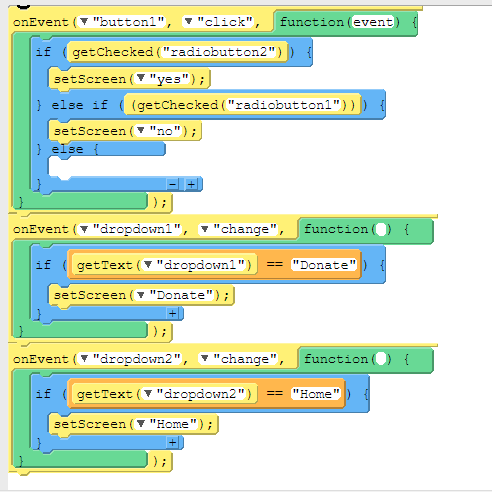 onEvent(▼"button1", ▼"click", function(event) {
if (getChecked("radiobutton2")) {
setScreen(▼"yes");
} else if ((getChecked("radiobutton1"))) {
setScreen(▼"no");
} else {
} - +
} );
onEvent(▼"dropdown1", ▼"change", function( ) {
if (getText(▼"dropdown1") == "Donate") {
setScreen(▼"Donate");
} +
} );
onEvent(▼"dropdown2", ▼"change", function( ) {
if (getText(▼"dropdown2") == "Home") {
setScreen(▼"Home");
} +
} );